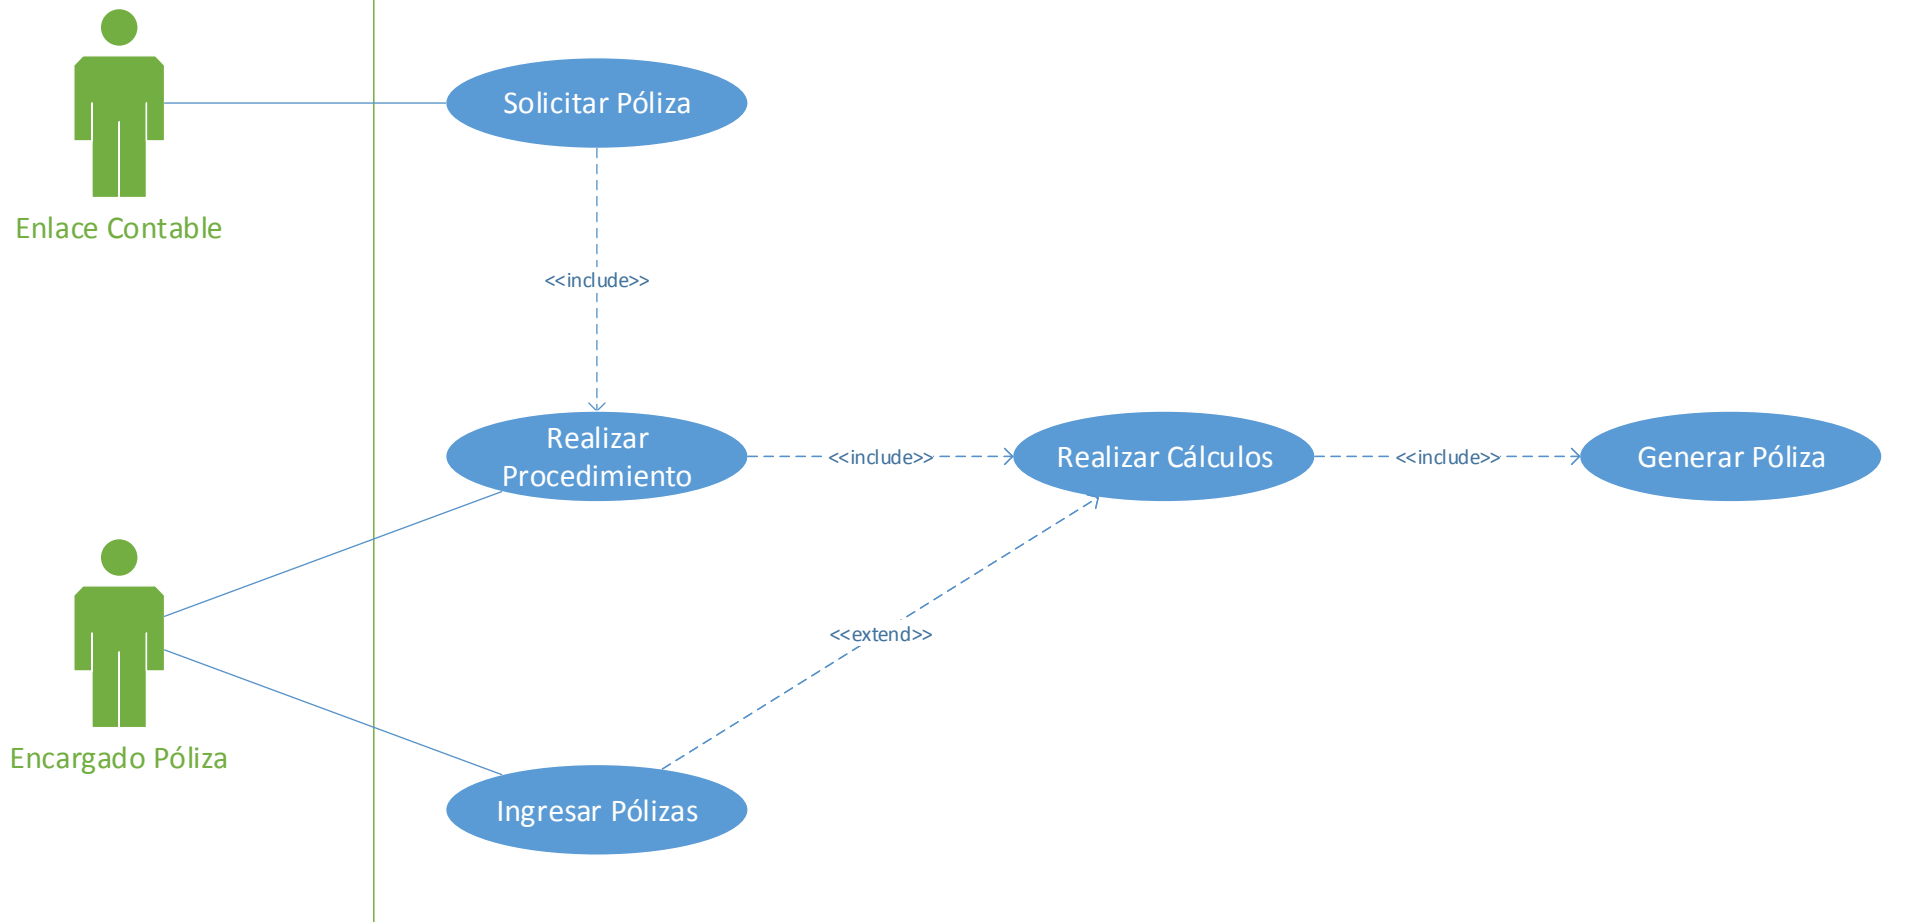 Solicitar Póliza
Enlace Contable
<<include>>
Realizar
Procedimiento
<<include>>
Realizar Cálculos
<<include>>
Generar Póliza
<<extend>>
Encargado Póliza
Ingresar Pólizas